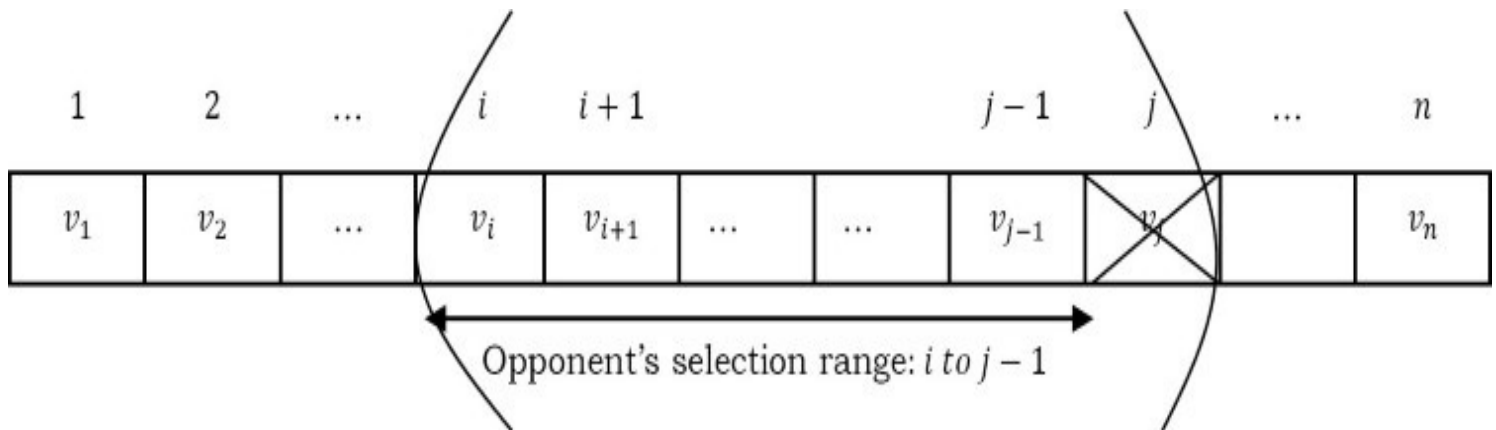 1 2 ... i i + 1 j − 1 j ... n
v₁ v₂ ... vᵢ vᵢ₊₁ ... ... vⱼ₋₁ vⱼ vₙ
Opponent's selection range: i to j − 1